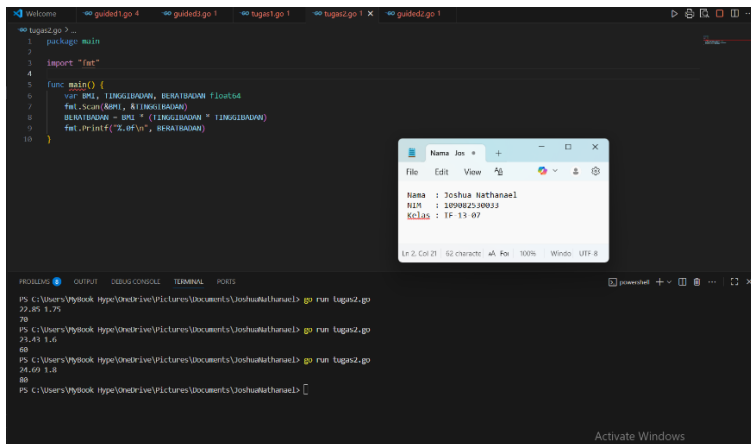 Welcome guided1.go 4 guided3.go 1 tugas1.go 1 tugas2.go 1 guided2.go 1
tugas2.go > ...
1 package main
2
3 import "fmt"
4
5 func main() {
6 var BMI, TINGGIBADAN, BERATBADAN float64
7 fmt.Scan(&BMI, &TINGGIBADAN)
8 BERATBADAN = BMI * (TINGGIBADAN * TINGGIBADAN)
9 fmt.Printf("%.0f\n", BERATBADAN)
10 }
Nama Jos
File Edit View
Nama : Joshua Nathanael
NIM : 109082530033
Kelas : IF-13-07
Ln 2, Col 21 62 characte Foi 100% Windo UTF-8
PROBLEMS 8 OUTPUT DEBUG CONSOLE TERMINAL PORTS
powershell
PS C:\Users\MyBook Hype\OneDrive\Pictures\Documents\JoshuaNathanael> go run tugas2.go
22.85 1.75
70
PS C:\Users\MyBook Hype\OneDrive\Pictures\Documents\JoshuaNathanael> go run tugas2.go
23.43 1.6
60
PS C:\Users\MyBook Hype\OneDrive\Pictures\Documents\JoshuaNathanael> go run tugas2.go
24.69 1.8
80
PS C:\Users\MyBook Hype\OneDrive\Pictures\Documents\JoshuaNathanael>
Activate Windows